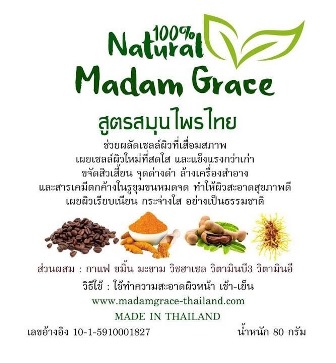 100%
Natural
Madam Grace
สูตรสมุนไพรไทย
ช่วยผลัดเซลล์ผิวที่เสื่อมสภาพ
เผยเซลล์ผิวใหม่ที่สดใส และแข็งแรงกว่าเก่า
ขจัดสิวเสี้ยน จุดด่างดำ ล้างเครื่องสำอาง
และสารเคมีตกค้างในรูขุมขนหมดจด ทำให้ผิวสะอาดสุขภาพดี
เผยผิวเรียบเนียน กระจ่างใส อย่างเป็นธรรมชาติ
ส่วนผสม : กาแฟ ขมิ้น มะขาม วิชฮาเซล วิตามินบี3 วิตามินอี
วิธีใช้ : ใช้ทำความสะอาดผิวหน้า เช้า-เย็น
www.madamgrace-thailand.com
MADE IN THAILAND
เลขอ้างอิง 10-1-5910001827 น้ำหนัก 80 กรัม